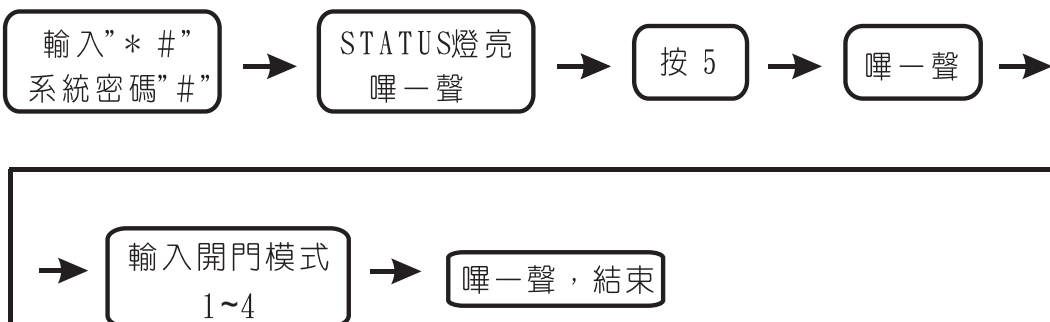 輸入"* #"
系統密碼"#"
STATUS燈亮
嗶一聲
按 5
嗶一聲
輸入開門模式
1~4
嗶一聲，結束